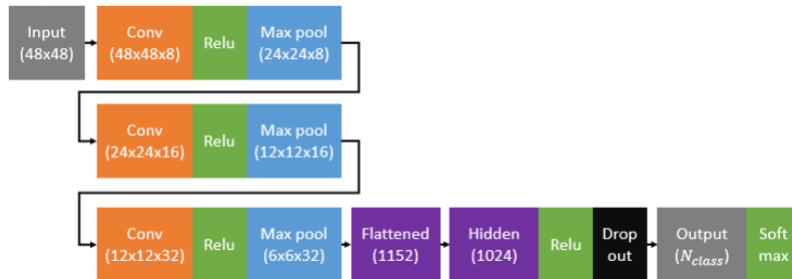 Input
(48x48)
Conv
(48x48x8)
Relu
Max pool
(24x24x8)
Conv
(24x24x16)
Relu
Max pool
(12x12x16)
Conv
(12x12x32)
Relu
Max pool
(6x6x32)
Flattened
(1152)
Hidden
(1024)
Relu
Drop
out
Output
(N_class)
Soft
max